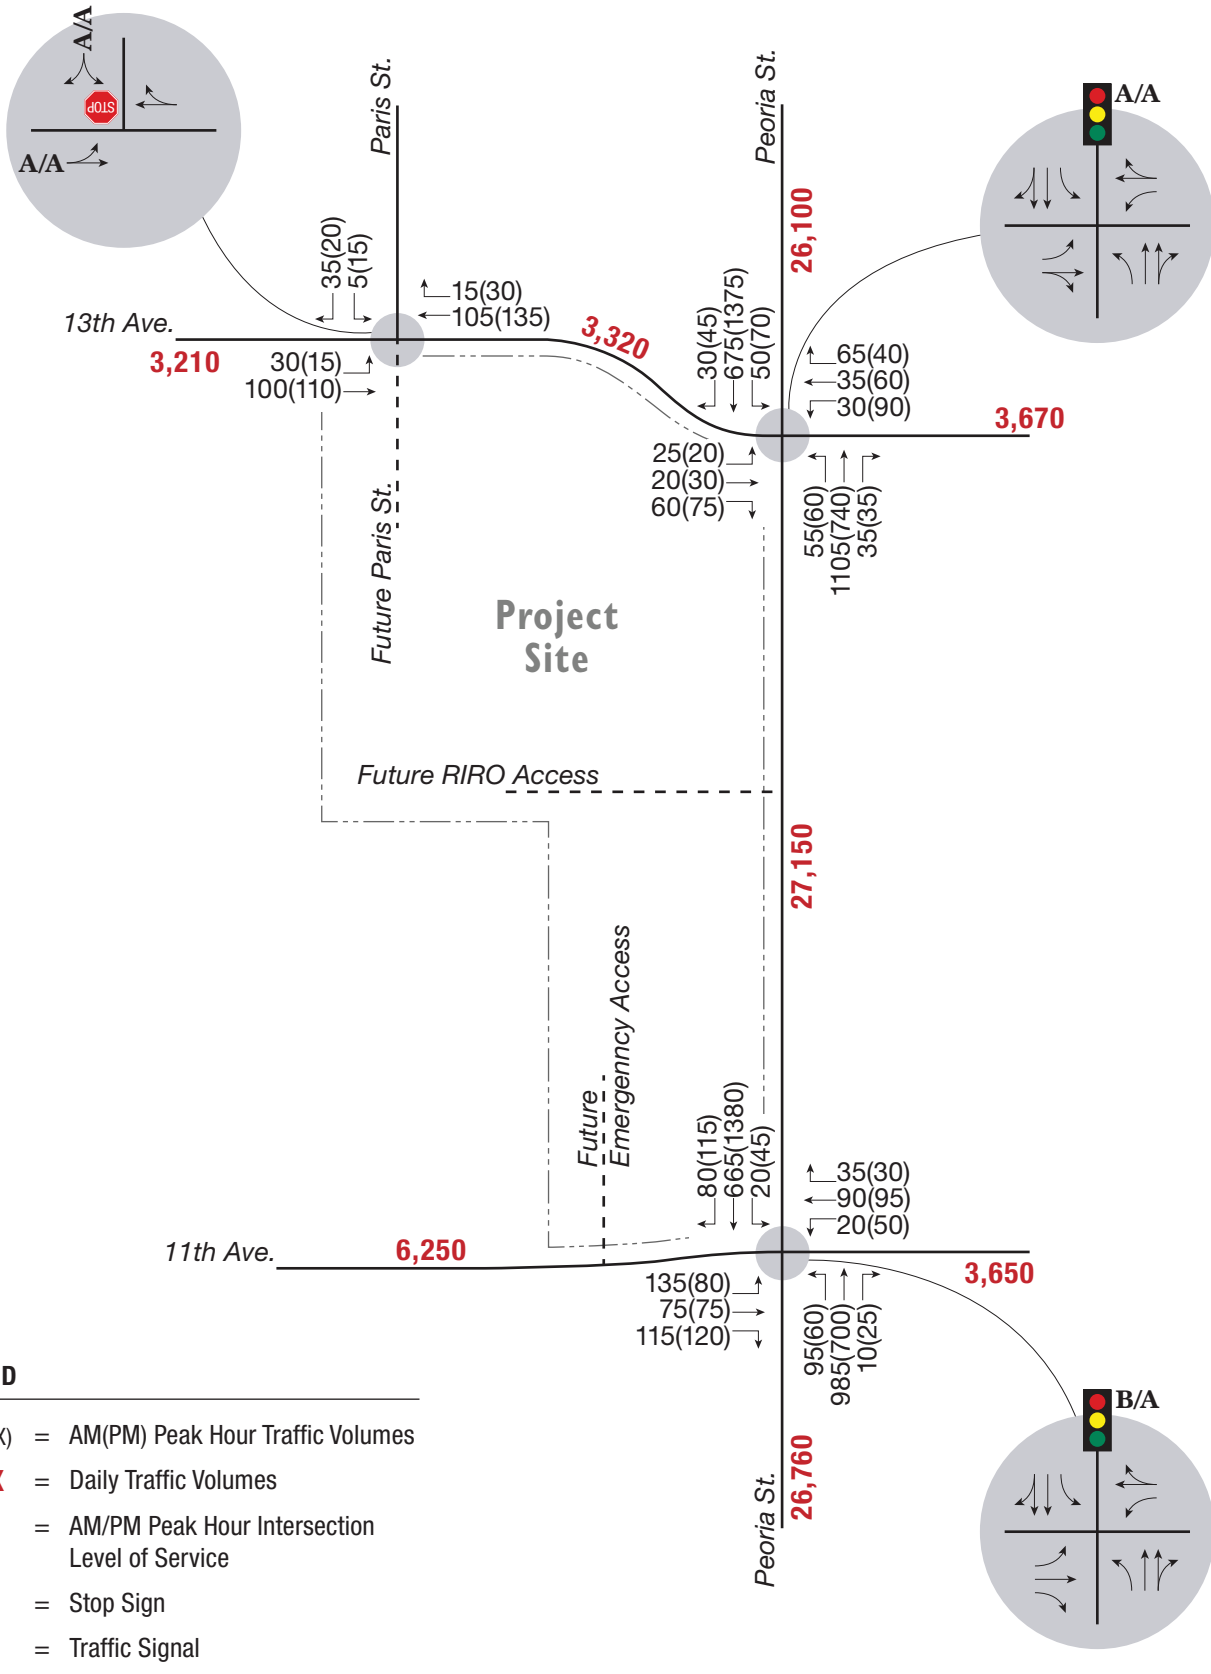 A/A
STOP
A/A
Paris St.
Peoria St.
A/A
26,100
35(20)
5(15)
15(30)
105(135)
13th Ave.
3,210
30(15)
100(110)
3,320
30(45)
675(1375)
50(70)
65(40)
35(60)
30(90)
3,670
25(20)
20(30)
60(75)
55(60)
1105(740)
35(35)
Future Paris St.
Project
Site
Future RIRO Access
27,150
Future
Emergenncy Access
80(115)
665(1380)
20(45)
35(30)
90(95)
20(50)
11th Ave.
6,250
3,650
135(80)
75(75)
115(120)
95(60)
985(700)
10(25)
26,760
Peoria St.
B/A
D
X) = AM(PM) Peak Hour Traffic Volumes
X = Daily Traffic Volumes
= AM/PM Peak Hour Intersection
Level of Service
= Stop Sign
= Traffic Signal